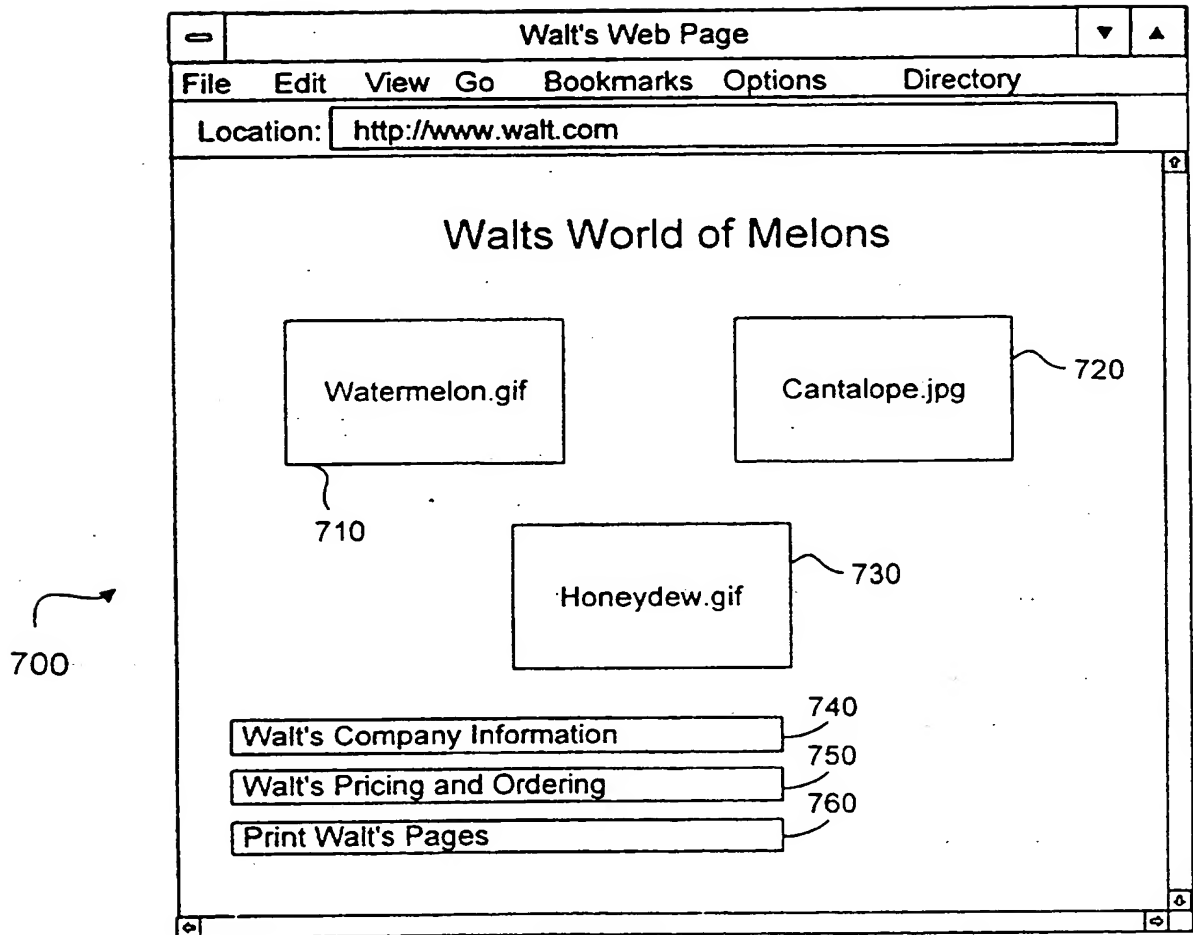 Walt's Web Page
File Edit View Go Bookmarks Options Directory
Location: http://www.walt.com
Walts World of Melons
Watermelon.gif
Cantalope.jpg
720
710
Honeydew.gif
730
700
740
Walt's Company Information
750
Walt's Pricing and Ordering
760
Print Walt's Pages